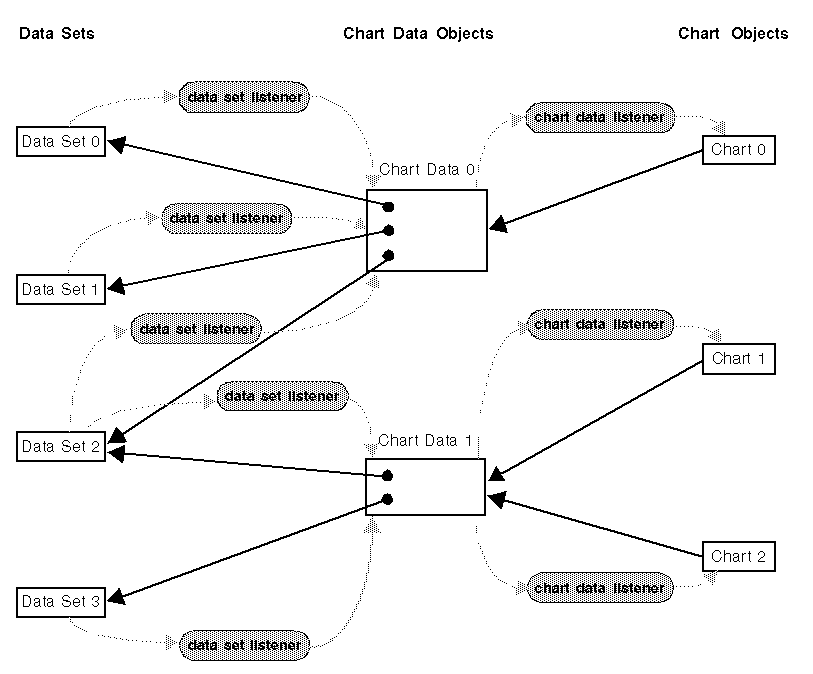 Data Sets
Chart Data Objects
Chart Objects
data set listener
chart data listener
Data Set 0
Chart 0
Chart Data 0
data set listener
Data Set 1
data set listener
chart data listener
Chart 1
data set listener
Data Set 2
Chart Data 1
Chart 2
chart data listener
Data Set 3
data set listener